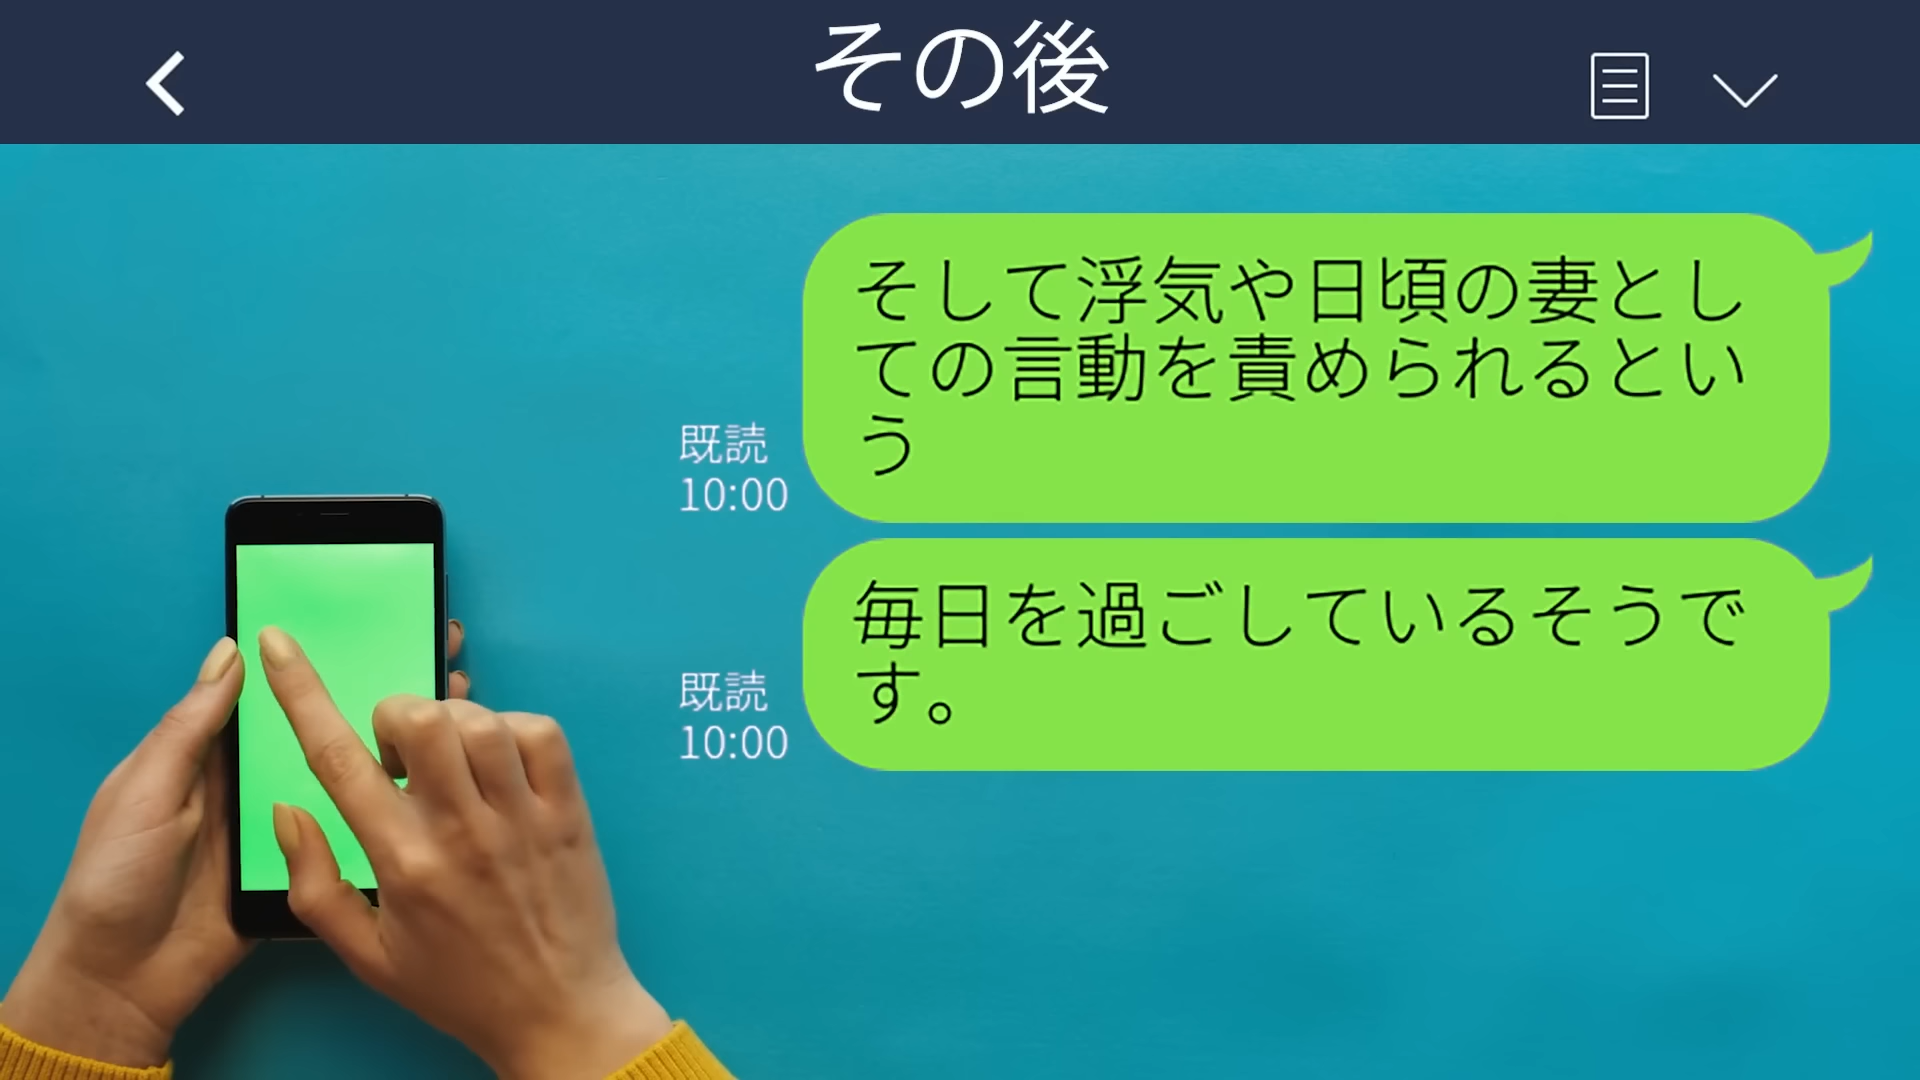 その後
そして浮気や日頃の妻とし
ての言動を責められるとい
う
既読
10:00
毎日を過ごしているそうで
す。
既読
10:00